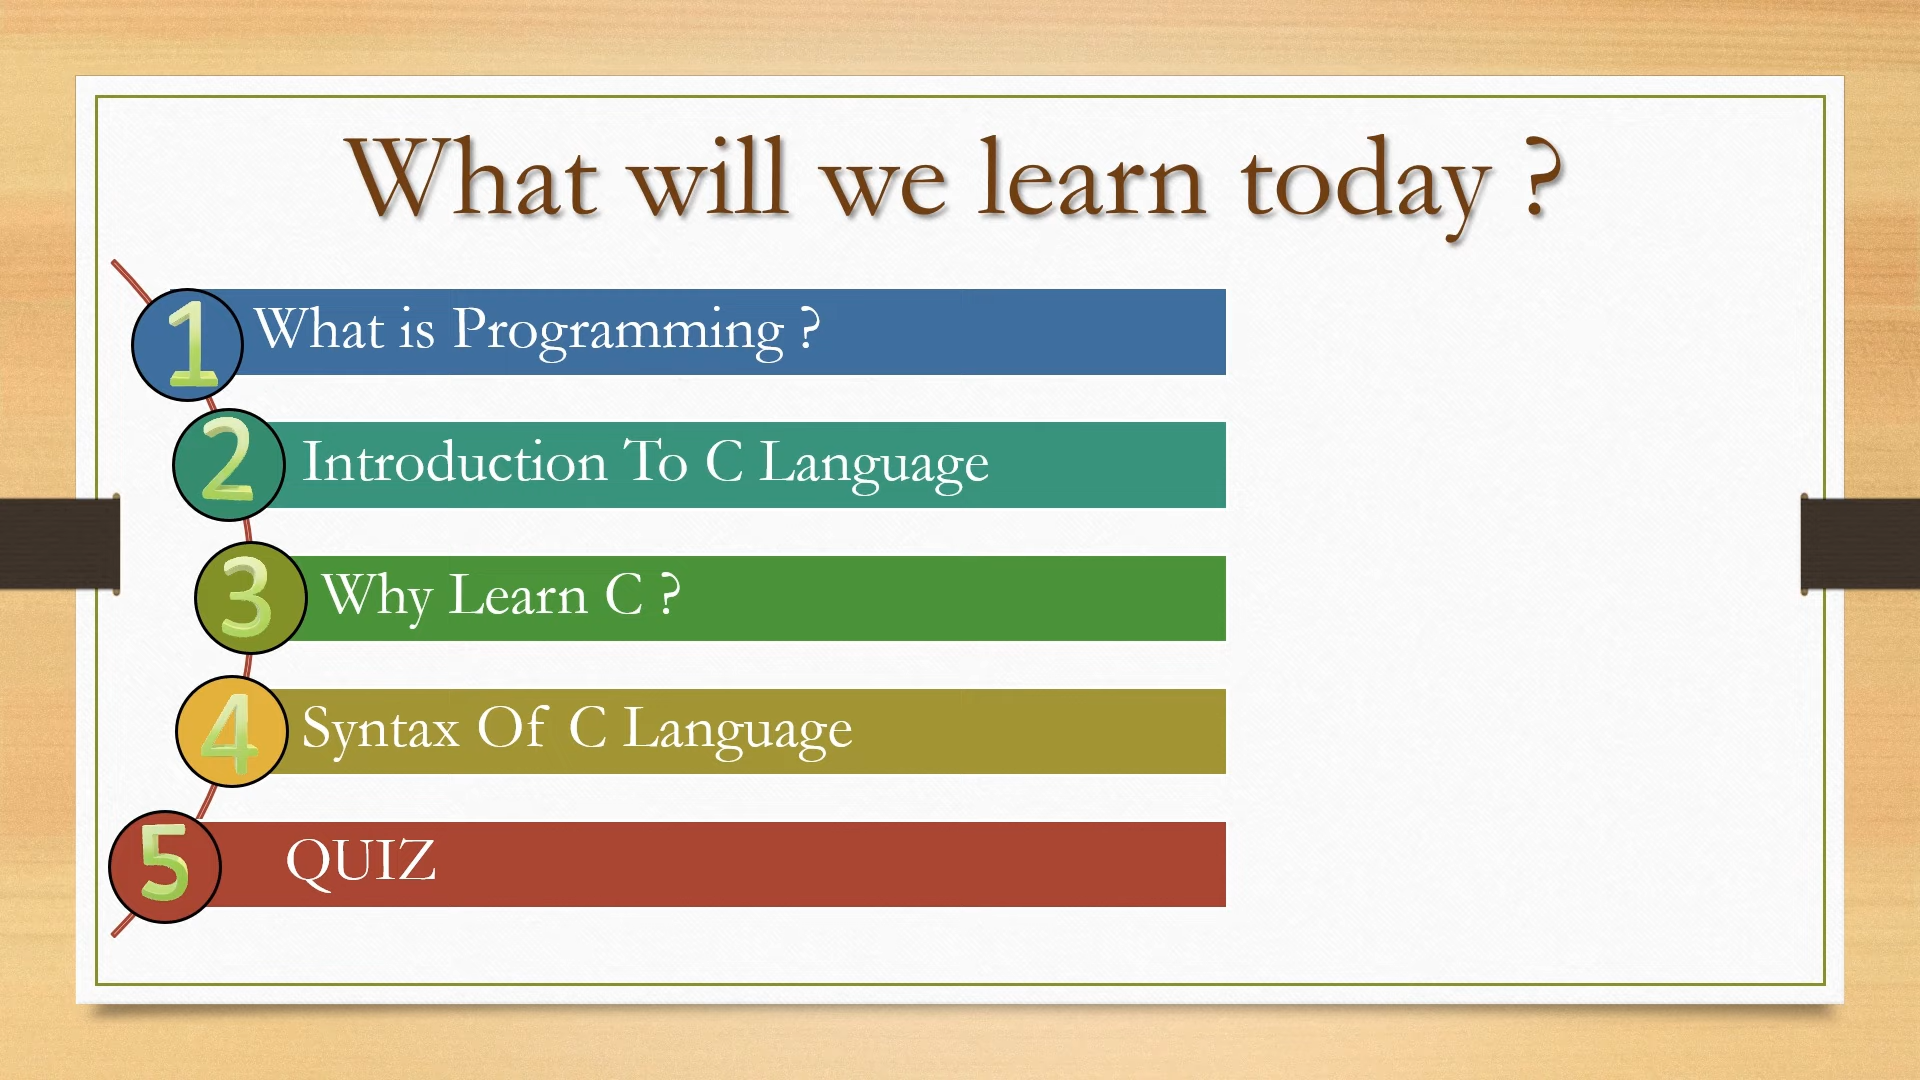 What will we learn today ?
1 What is Programming ?
2 Introduction To C Language
3 Why Learn C ?
4 Syntax Of C Language
5 QUIZ